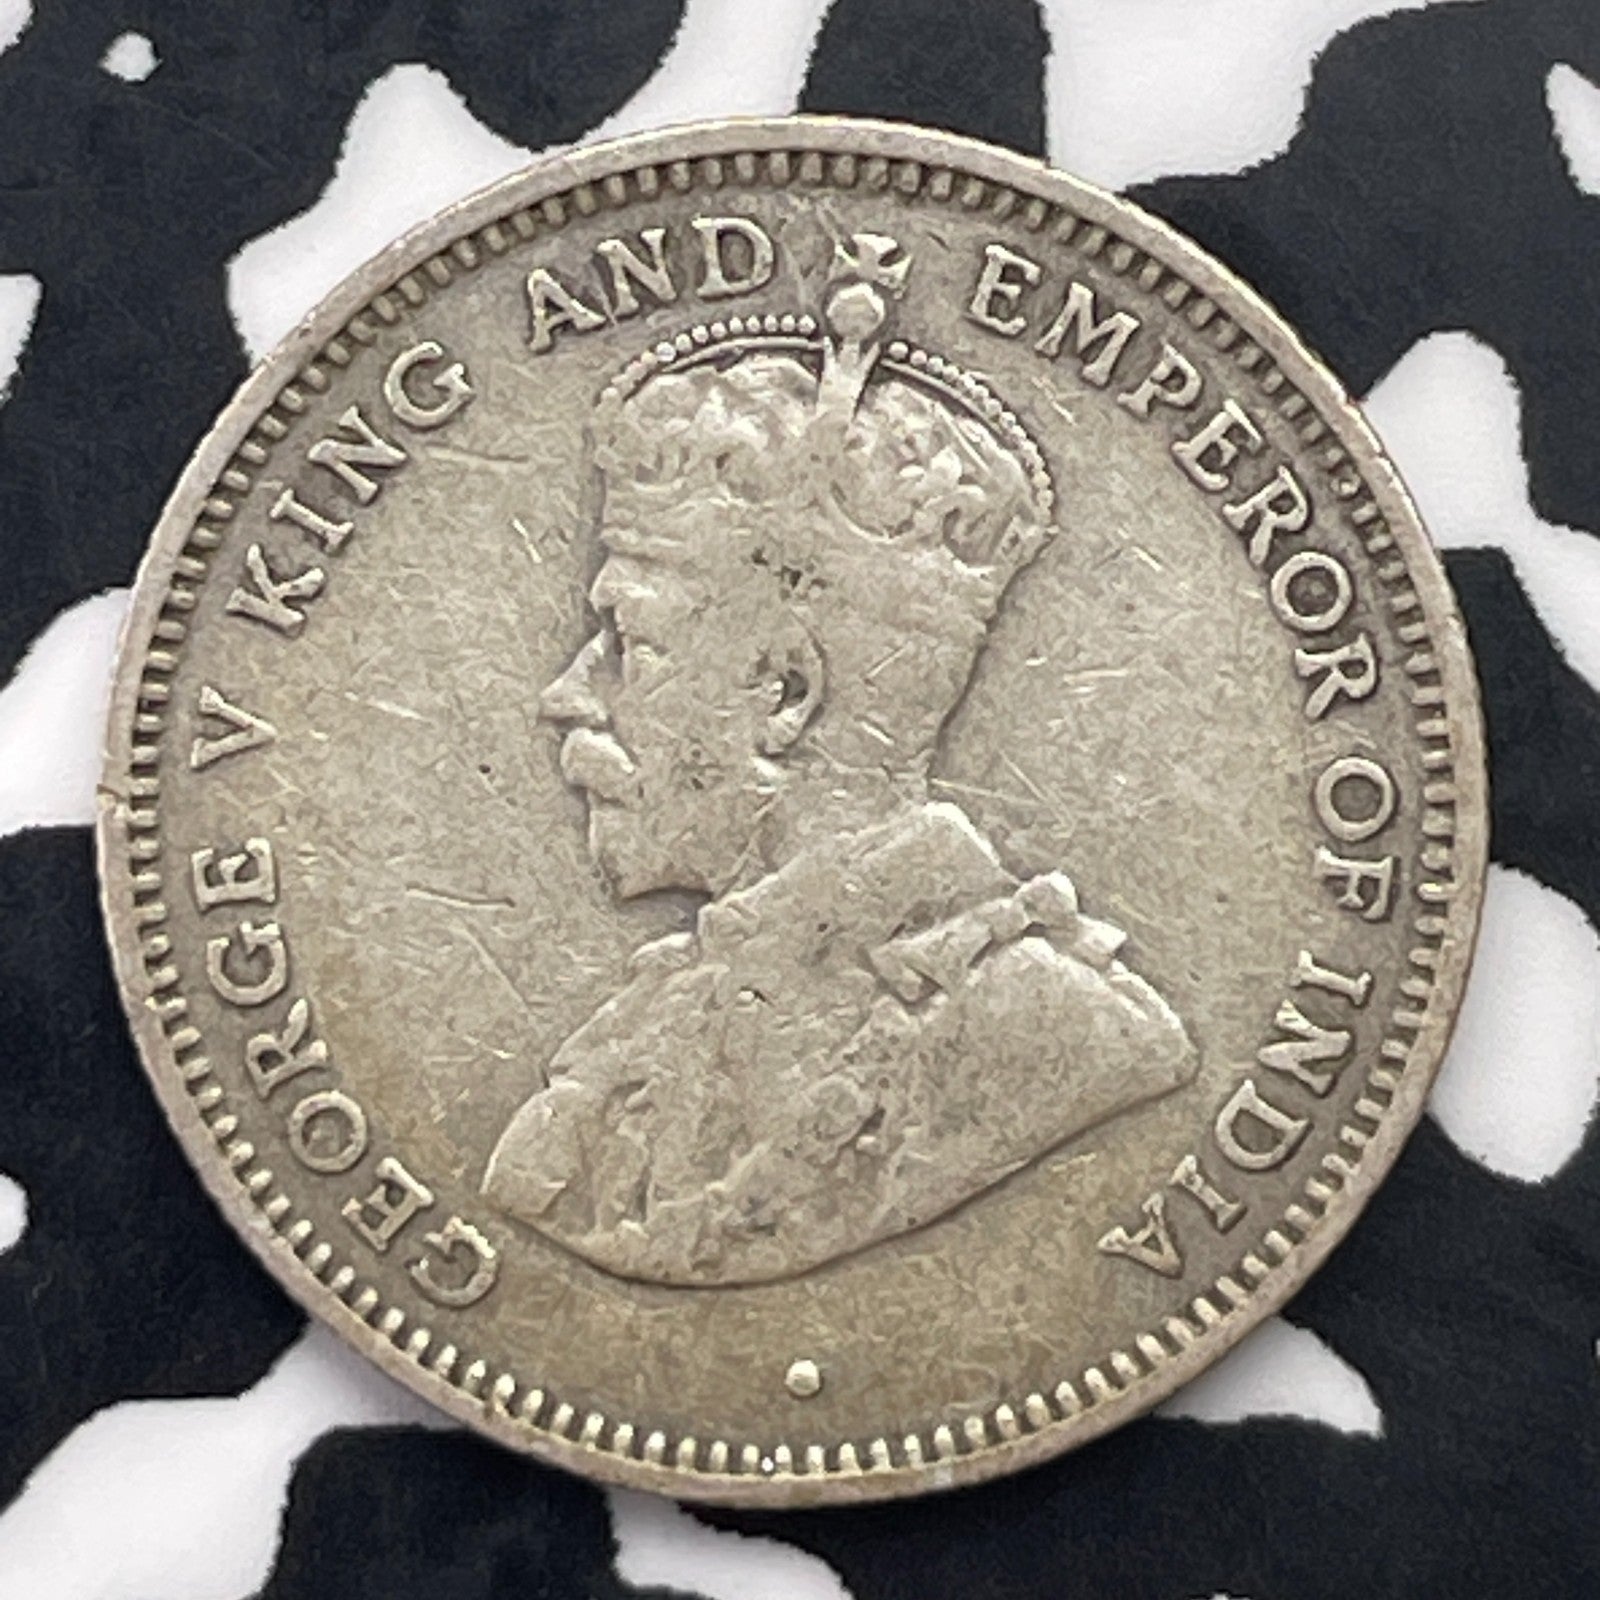 GEORGE V KING AND EMPEROR OF INDIA